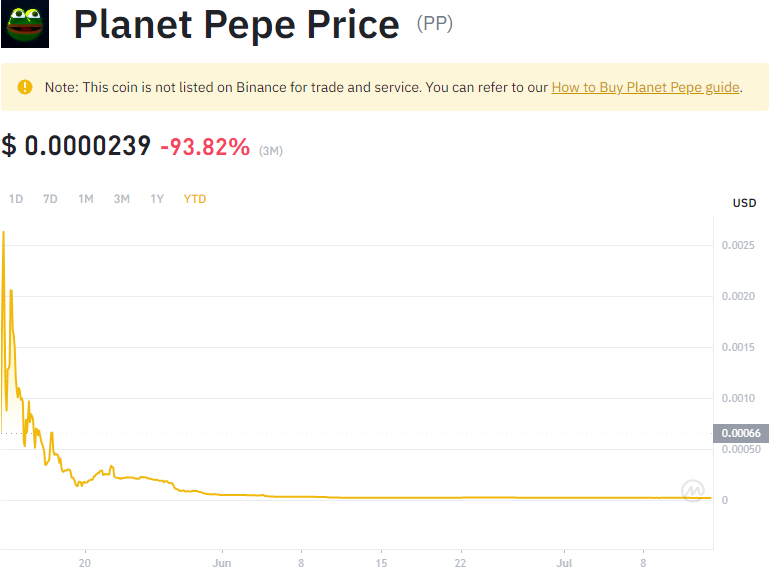 Planet Pepe Price (PP)
Note: This coin is not listed on Binance for trade and service. You can refer to our How to Buy Planet Pepe guide.
$ 0.0000239 -93.82% (3M)
1D 7D 1M 3M 1Y YTD
USD
0.0025
0.0020
0.0015
0.0010
0.00066
0.00050
0
20 Jun 8 15 22 Jul 8